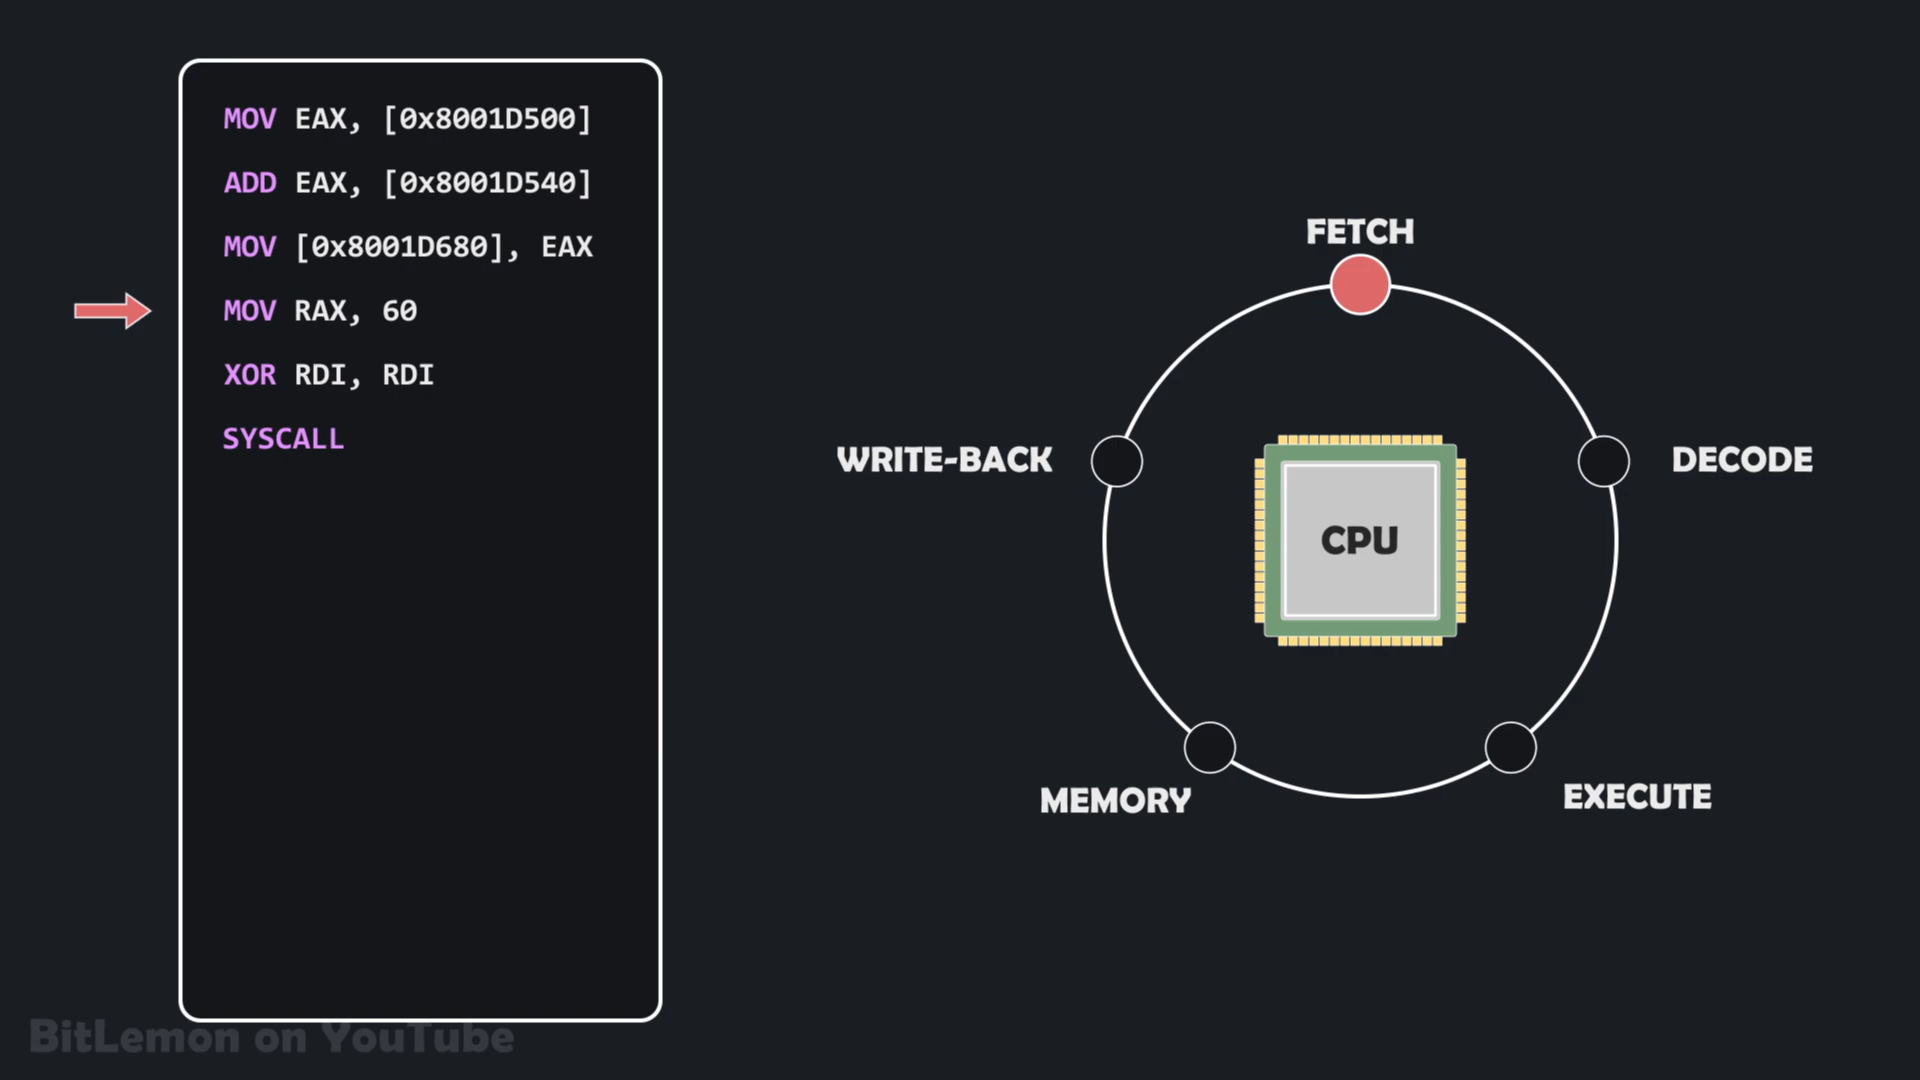 MOV EAX, [0x8001D500]
ADD EAX, [0x8001D540]
MOV [0x8001D680], EAX
MOV RAX, 60
XOR RDI, RDI
SYSCALL
FETCH
WRITE-BACK
DECODE
CPU
MEMORY
EXECUTE
BitLemon on YouTube